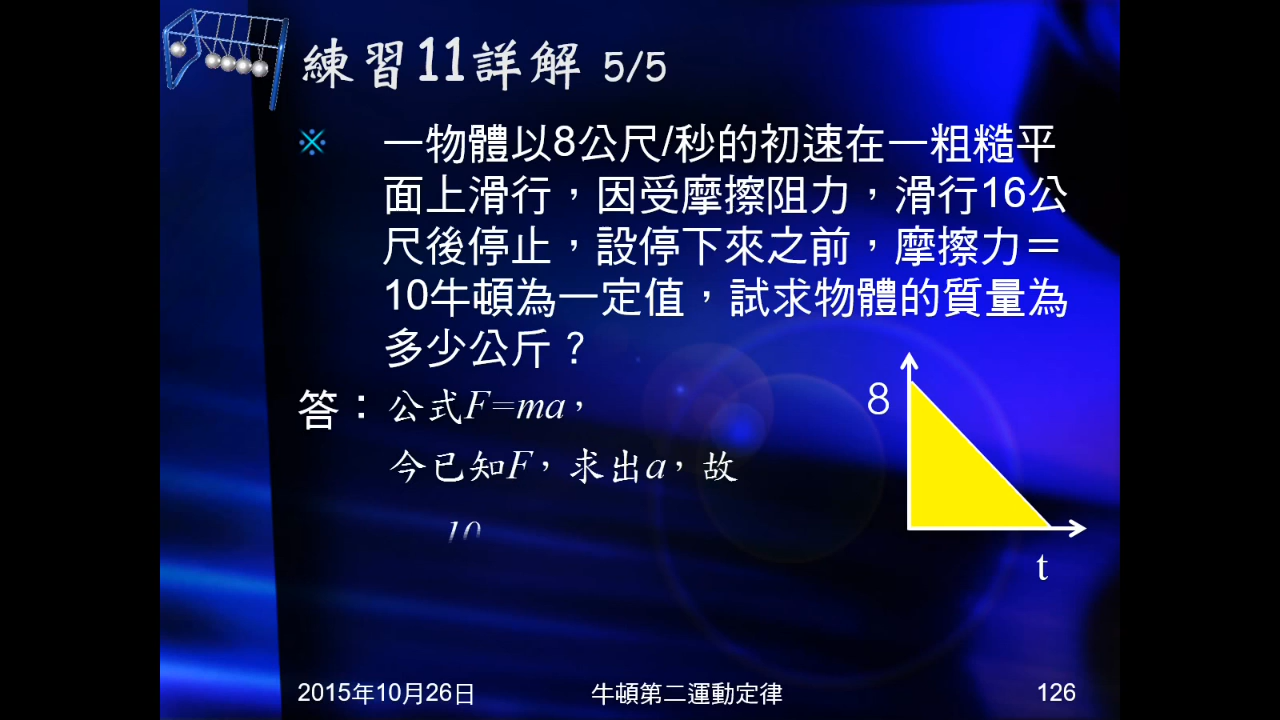 練習11詳解 5/5
※ 一物體以8公尺/秒的初速在一粗糙平
面上滑行，因受摩擦阻力，滑行16公
尺後停止，設停下來之前，摩擦力＝
10牛頓為一定值，試求物體的質量為
多少公斤？
答：公式F=ma，
今已知F，求出a，故
10
8
t
2015年10月26日 牛頓第二運動定律 126